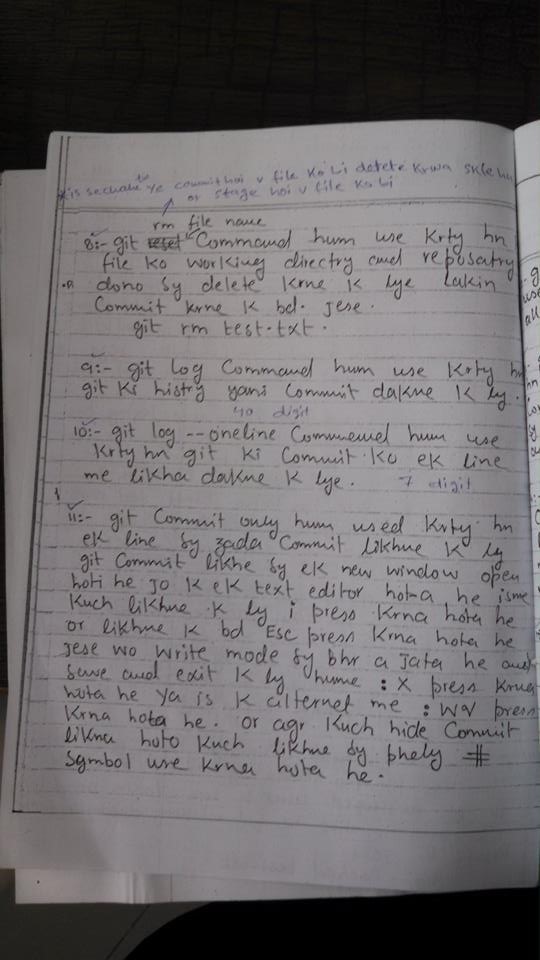 is se chahe to ye commit hoi v file ko bi delete krwa skte hn
or stage hoi v file ko bi
rm file name
8:- git reset Command hum use krty hn
file ko working directry and reposatry
dono sy delete krne k lye lakin
Commit krne k bd. jese.
git rm test.txt.
9:- git log Command hum use krty hn
git ki histry yani Commit dakne k ly.
40 digit
10:- git log --oneline Commemd hum use
krty hn git ki Commit ko ek line
me likha dakne k lye. 7 digit
11:- git Commit only hum used krty hn
ek line sy zada Commit likhne k ly
git Commit likhe sy ek new window open
hoti he jo k ek text editor hota he isme
kuch likhne k ly i press krna hota he
or likhne k bd Esc press krna hota he
jese wo write mode sy bhr a jata he and
save and exit k ly hume :X press krna
hota he ya is k alternet me :wq press
krna hota he. or agr kuch hide Commit
likna hoto kuch likhne sy phely #
Symbol use krna hota he.